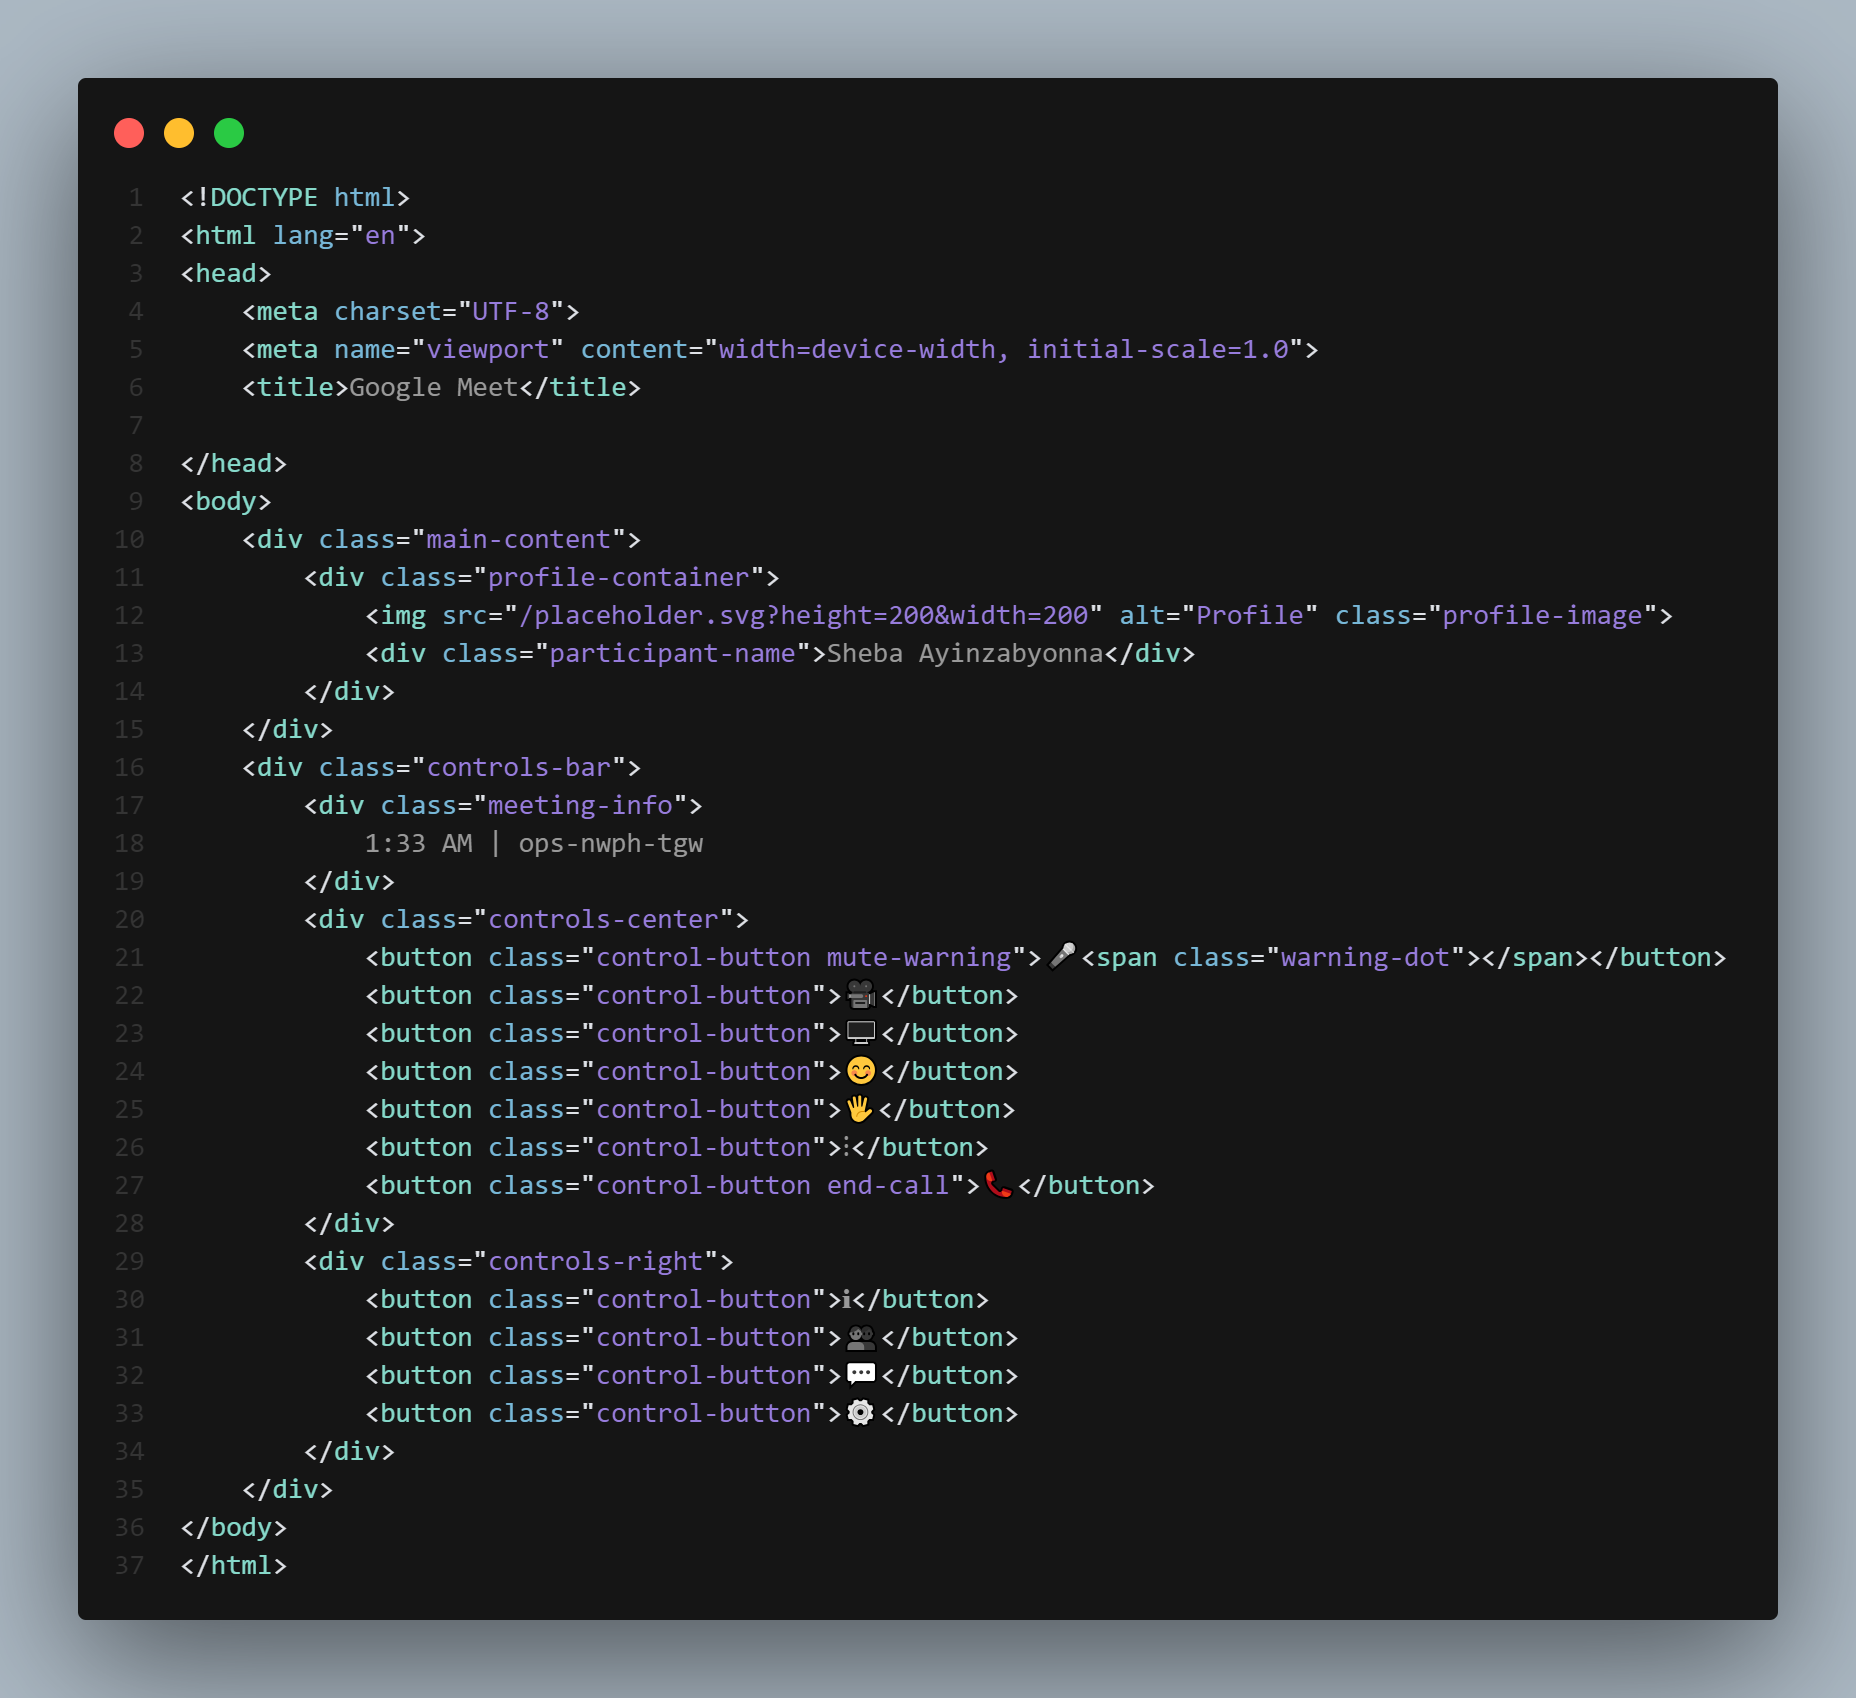 1 <!DOCTYPE html>
2 <html lang="en">
3 <head>
4     <meta charset="UTF-8">
5     <meta name="viewport" content="width=device-width, initial-scale=1.0">
6     <title>Google Meet</title>
7
8 </head>
9 <body>
10     <div class="main-content">
11         <div class="profile-container">
12             <img src="/placeholder.svg?height=200&width=200" alt="Profile" class="profile-image">
13             <div class="participant-name">Sheba Ayinzabyonna</div>
14         </div>
15     </div>
16     <div class="controls-bar">
17         <div class="meeting-info">
18             1:33 AM | ops-nwph-tgw
19         </div>
20         <div class="controls-center">
21             <button class="control-button mute-warning">🎤<span class="warning-dot"></span></button>
22             <button class="control-button">🎥</button>
23             <button class="control-button">🖥️</button>
24             <button class="control-button">😊</button>
25             <button class="control-button">🖐️</button>
26             <button class="control-button">⋮</button>
27             <button class="control-button end-call">📞</button>
28         </div>
29         <div class="controls-right">
30             <button class="control-button">ℹ</button>
31             <button class="control-button">👥</button>
32             <button class="control-button">💬</button>
33             <button class="control-button">⚙️</button>
34         </div>
35     </div>
36 </body>
37 </html>